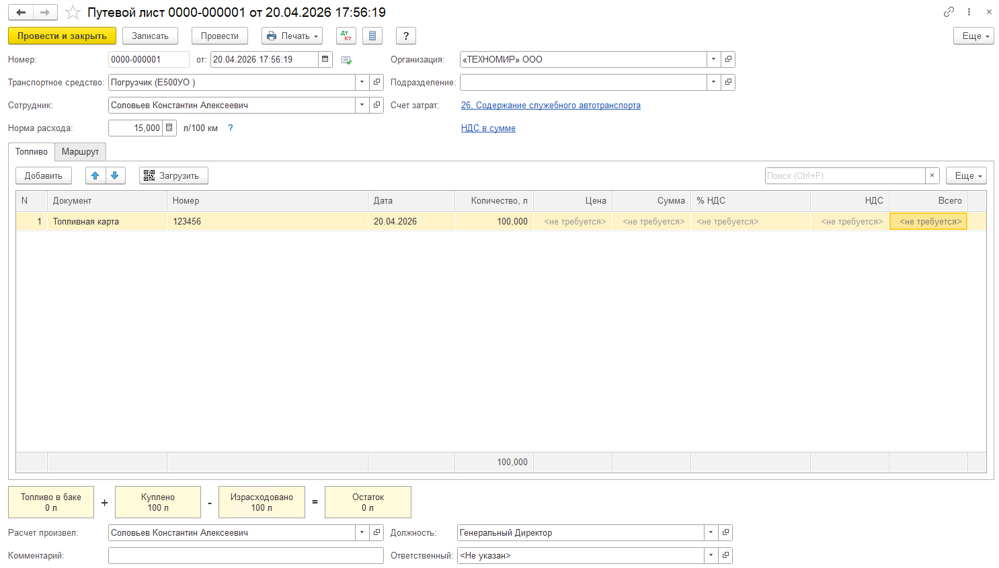 Путевой лист 0000-000001 от 20.04.2026 17:56:19
Провести и закрыть Записать Провести Печать Дт Кт ? Еще
Номер: 0000-000001 от: 20.04.2026 17:56:19 Организация: «ТЕХНОМИР» ООО
Транспортное средство: Погрузчик (Е500УО ) Подразделение:
Сотрудник: Соловьев Константин Алексеевич Счет затрат: 26, Содержание служебного автотранспорта
Норма расхода: 15,000 л/100 км ? НДС в сумме
Топливо Маршрут
Добавить Загрузить Поиск (Ctrl+F) × Еще
N Документ Номер Дата Количество, л Цена Сумма % НДС НДС Всего
1 Топливная карта 123456 20.04.2026 100,000 <не требуется> <не требуется> <не требуется> <не требуется> <не требуется>
100,000
Топливо в баке + Куплено - Израсходовано = Остаток
0 л 100 л 100 л 0 л
Расчет произвел: Соловьев Константин Алексеевич Должность: Генеральный Директор
Комментарий: Ответственный: <Не указан>